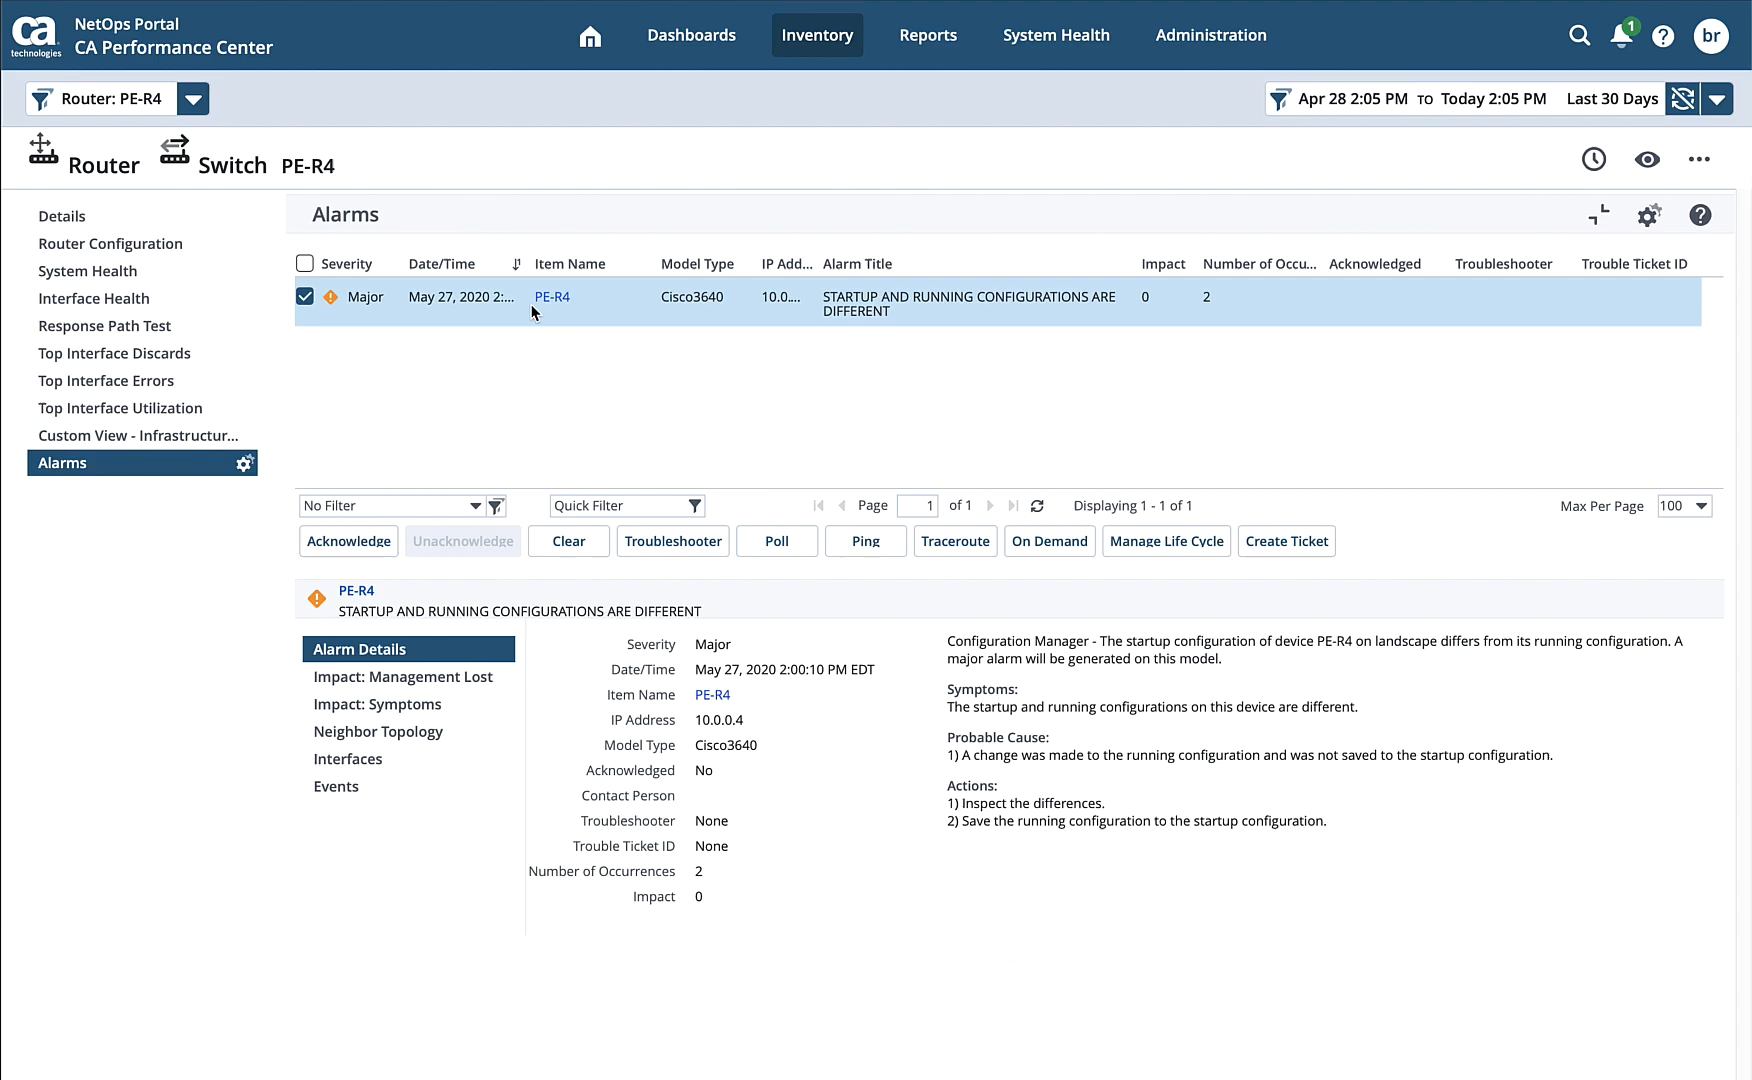 ca
technologies
NetOps Portal
CA Performance Center
Dashboards
Inventory
Reports
System Health
Administration
1
?
br
Router: PE-R4
Apr 28 2:05 PM TO Today 2:05 PM Last 30 Days
Router
Switch PE-R4
Details
Router Configuration
System Health
Interface Health
Response Path Test
Top Interface Discards
Top Interface Errors
Top Interface Utilization
Custom View - Infrastructur...
Alarms
Alarms
?
Severity Date/Time Item Name Model Type IP Add... Alarm Title Impact Number of Occu... Acknowledged Troubleshooter Trouble Ticket ID
Major May 27, 2020 2:... PE-R4 Cisco3640 10.0.... STARTUP AND RUNNING CONFIGURATIONS ARE 0 2
DIFFERENT
No Filter Quick Filter Page 1 of 1 Displaying 1 - 1 of 1 Max Per Page 100
Acknowledge Unacknowledge Clear Troubleshooter Poll Ping Traceroute On Demand Manage Life Cycle Create Ticket
PE-R4
STARTUP AND RUNNING CONFIGURATIONS ARE DIFFERENT
Alarm Details
Impact: Management Lost
Impact: Symptoms
Neighbor Topology
Interfaces
Events
Severity Major
Date/Time May 27, 2020 2:00:10 PM EDT
Item Name PE-R4
IP Address 10.0.0.4
Model Type Cisco3640
Acknowledged No
Contact Person
Troubleshooter None
Trouble Ticket ID None
Number of Occurrences 2
Impact 0
Configuration Manager - The startup configuration of device PE-R4 on landscape differs from its running configuration. A
major alarm will be generated on this model.
Symptoms:
The startup and running configurations on this device are different.
Probable Cause:
1) A change was made to the running configuration and was not saved to the startup configuration.
Actions:
1) Inspect the differences.
2) Save the running configuration to the startup configuration.